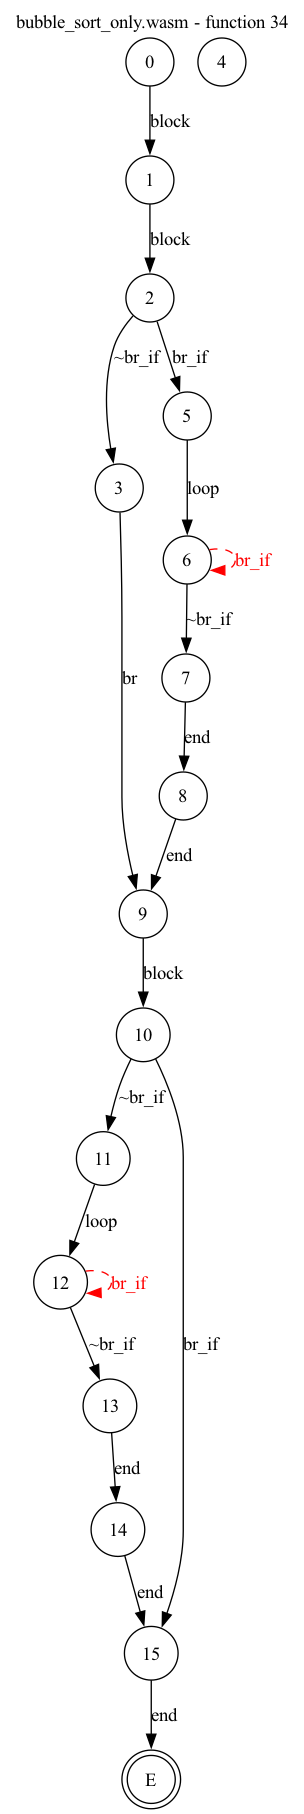 bubble_sort_only.wasm - function 34
0 4
block
1
block
2
~br_if br_if
5
3 loop
6 br_if
~br_if
br 7
end
8
end
9
block
10
~br_if
11
loop
12 br_if
~br_if br_if
13
end
14
end
15
end
E